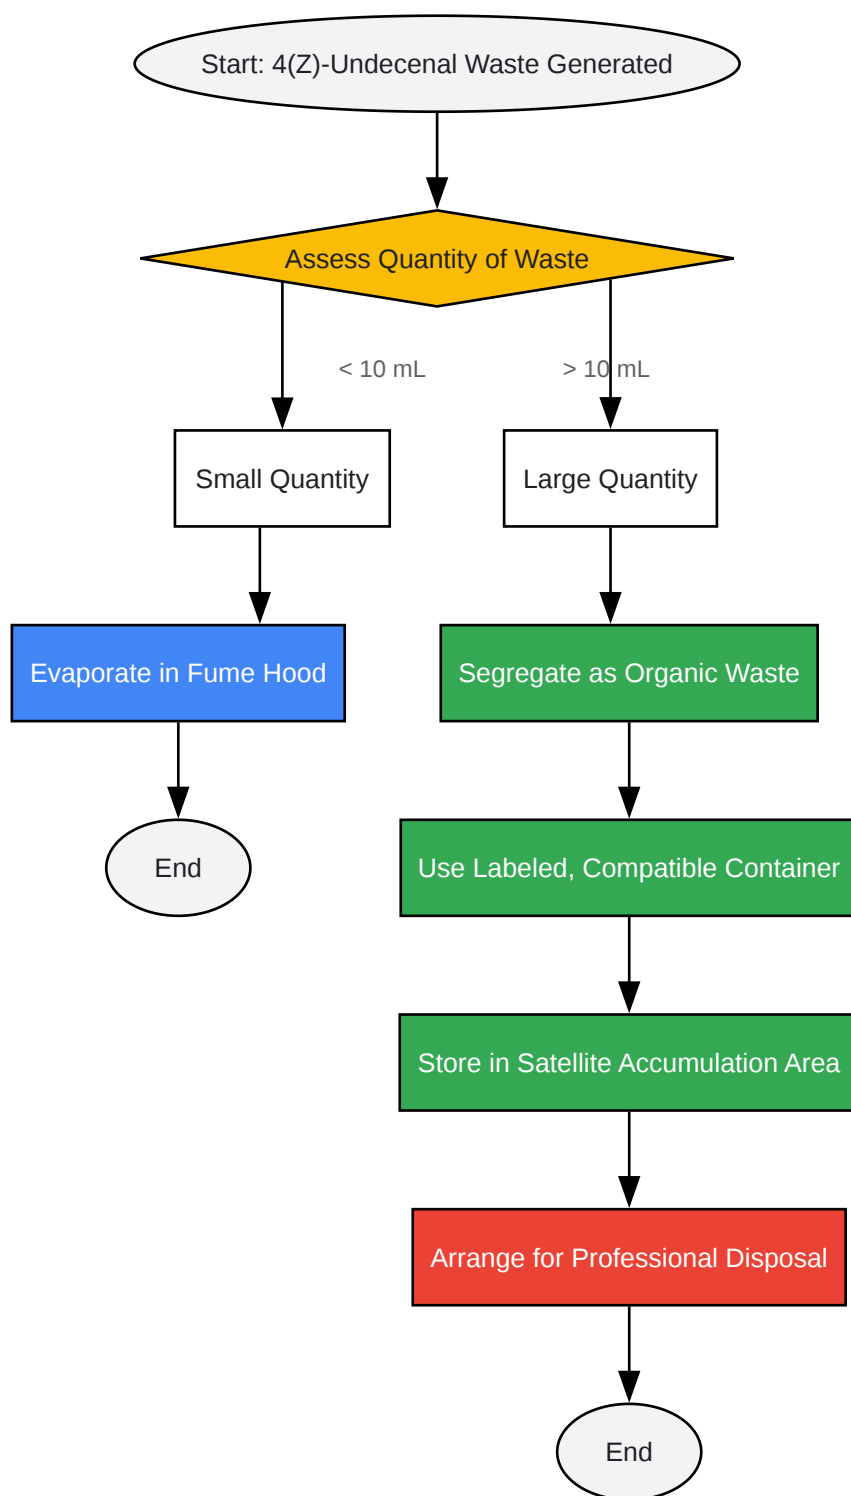 Start: 4(Z)-Undecenal Waste Generated
Assess Quantity of Waste
< 10 mL
> 10 mL
Small Quantity
Large Quantity
Evaporate in Fume Hood
Segregate as Organic Waste
End
Use Labeled, Compatible Container
Store in Satellite Accumulation Area
Arrange for Professional Disposal
End